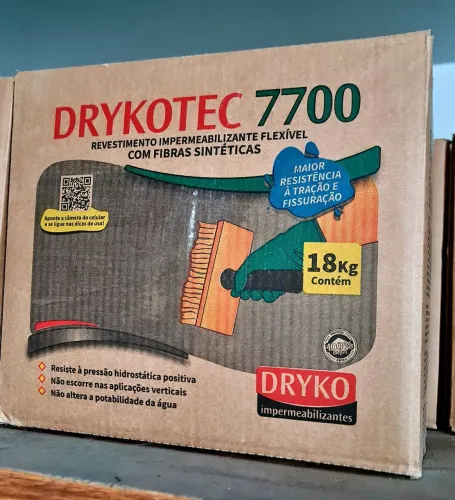 DRYKOTEC 7700
REVESTIMENTO IMPERMEABILIZANTE FLEXÍVEL
COM FIBRAS SINTÉTICAS
MAIOR
RESISTÊNCIA
À TRAÇÃO E
FISSURAÇÃO
Aponte a câmera do celular
e se ligue nas dicas de uso!
18Kg
Contém
Resiste à pressão hidrostática positiva
Não escorre nas aplicações verticais
Não altera a potabilidade da água
DRYKO
impermeabilizantes